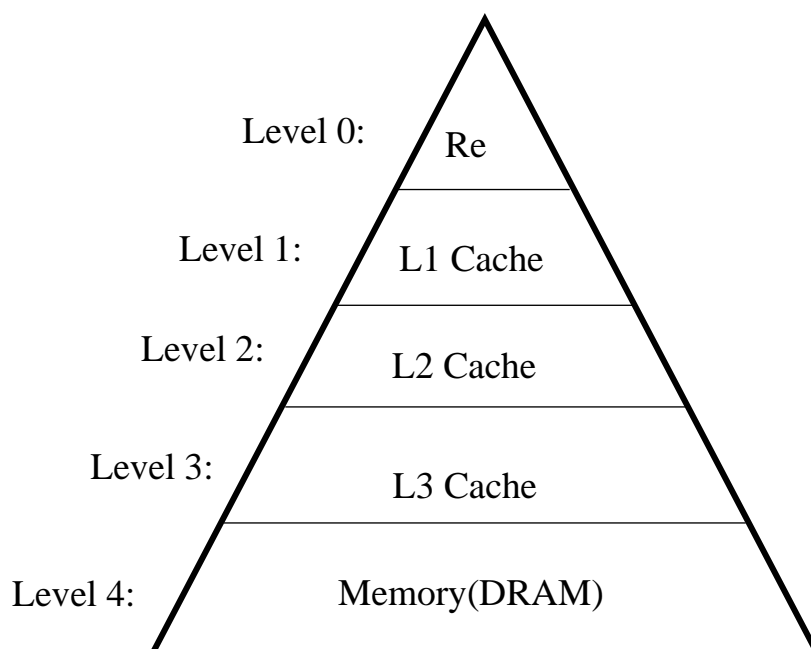 Level 0:
Re
Level 1:
L1 Cache
Level 2:
L2 Cache
Level 3:
L3 Cache
Level 4:
Memory(DRAM)